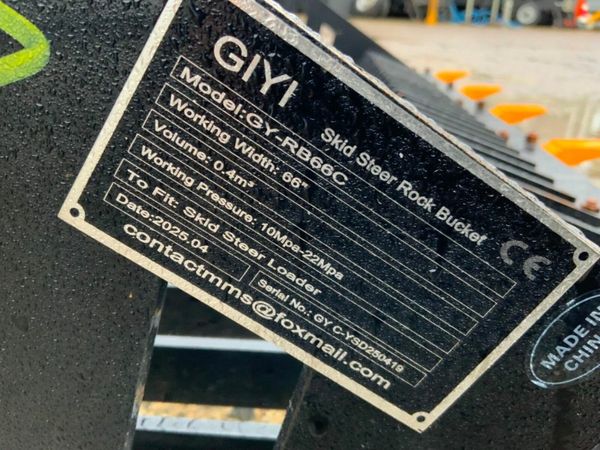 GIYI
Skid Steer Rock Bucket
Model:GY-RB66C
Working Width: 66"
Volume: 0.4m³
Working Pressure: 10Mpa-22Mpa
To Fit: Skid Steer Loader
Date:2025.04
Serial No.: GY C-YSD250419
contactmms@foxmail.com
CE
MADE IN
CHINA